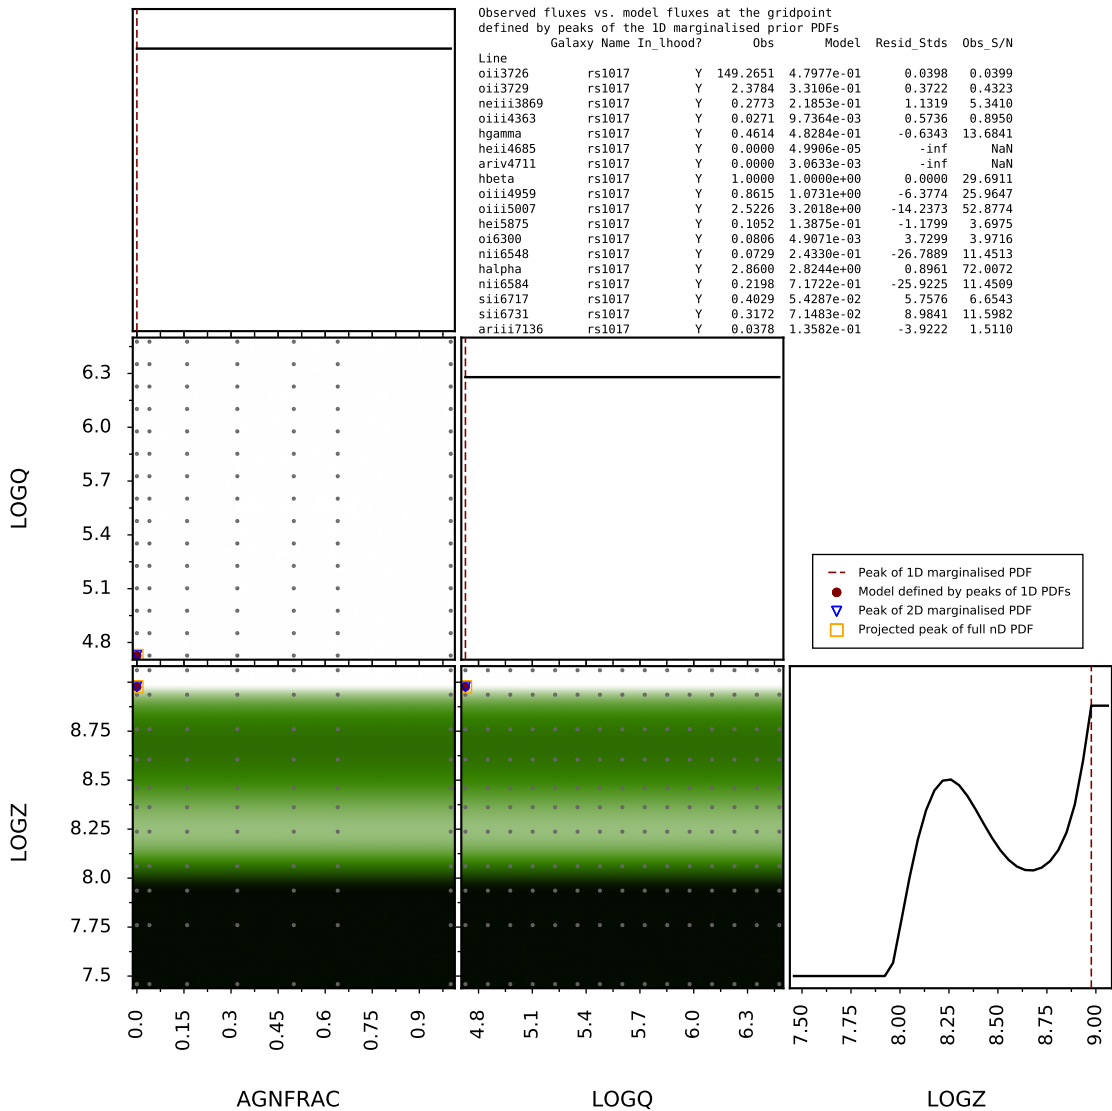 Observed fluxes vs. model fluxes at the gridpoint
defined by peaks of the 1D marginalised prior PDFs
Galaxy Name In_lhood? Obs Model Resid_Stds Obs_S/N
Line
oii3726 rs1017 Y 149.2651 4.7977e-01 0.0398 0.0399
oii3729 rs1017 Y 2.3784 3.3106e-01 0.3722 0.4323
neiii3869 rs1017 Y 0.2773 2.1853e-01 1.1319 5.3410
oiii4363 rs1017 Y 0.0271 9.7364e-03 0.5736 0.8950
hgamma rs1017 Y 0.4614 4.8284e-01 -0.6343 13.6841
heii4685 rs1017 Y 0.0000 4.9906e-05 -inf NaN
ariv4711 rs1017 Y 0.0000 3.0633e-03 -inf NaN
hbeta rs1017 Y 1.0000 1.0000e+00 0.0000 29.6911
oiii4959 rs1017 Y 0.8615 1.0731e+00 -6.3774 25.9647
oiii5007 rs1017 Y 2.5226 3.2018e+00 -14.2373 52.8774
hei5875 rs1017 Y 0.1052 1.3875e-01 -1.1799 3.6975
oi6300 rs1017 Y 0.0806 4.9071e-03 3.7299 3.9716
nii6548 rs1017 Y 0.0729 2.4330e-01 -26.7889 11.4513
halpha rs1017 Y 2.8600 2.8244e+00 0.8961 72.0072
nii6584 rs1017 Y 0.2198 7.1722e-01 -25.9225 11.4509
sii6717 rs1017 Y 0.4029 5.4287e-02 5.7576 6.6543
sii6731 rs1017 Y 0.3172 7.1483e-02 8.9841 11.5982
ariii7136 rs1017 Y 0.0378 1.3582e-01 -3.9222 1.5110
6.3
6.0
5.7
5.4
5.1
4.8
LOGQ
Peak of 1D marginalised PDF
Model defined by peaks of 1D PDFs
Peak of 2D marginalised PDF
Projected peak of full nD PDF
8.75
8.5
8.25
8.0
7.75
7.5
LOGZ
0.0 0.15 0.3 0.45 0.6 0.75 0.9
4.8 5.1 5.4 5.7 6.0 6.3
7.50 7.75 8.00 8.25 8.50 8.75 9.00
AGNFRAC LOGQ LOGZ